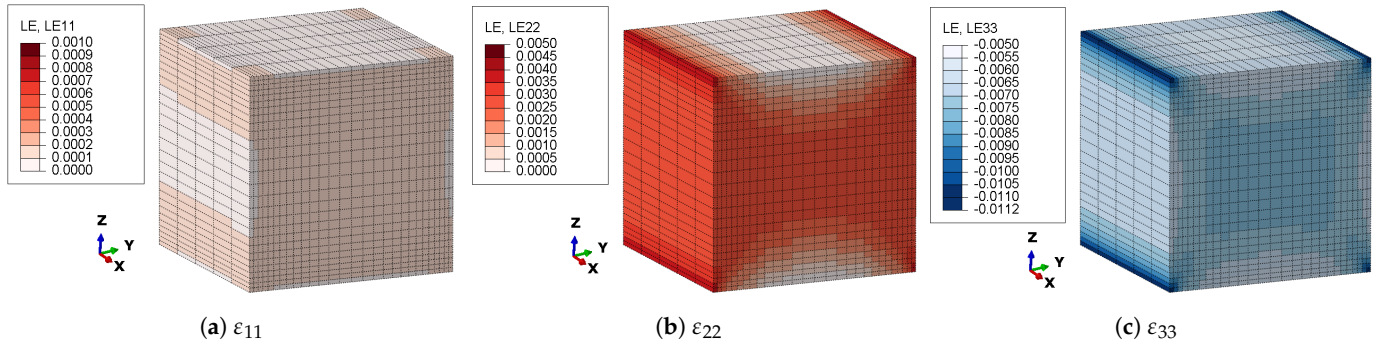 LE, LE11
0.0010
0.0009
0.0008
0.0007
0.0006
0.0005
0.0004
0.0003
0.0002
0.0001
0.0000
Z
Y
X
(a) ε11
LE, LE22
0.0050
0.0045
0.0040
0.0035
0.0030
0.0025
0.0020
0.0015
0.0010
0.0005
0.0000
Z
Y
X
(b) ε22
LE, LE33
-0.0050
-0.0055
-0.0060
-0.0065
-0.0070
-0.0075
-0.0080
-0.0085
-0.0090
-0.0095
-0.0100
-0.0105
-0.0110
-0.0112
Z
Y
X
(c) ε33